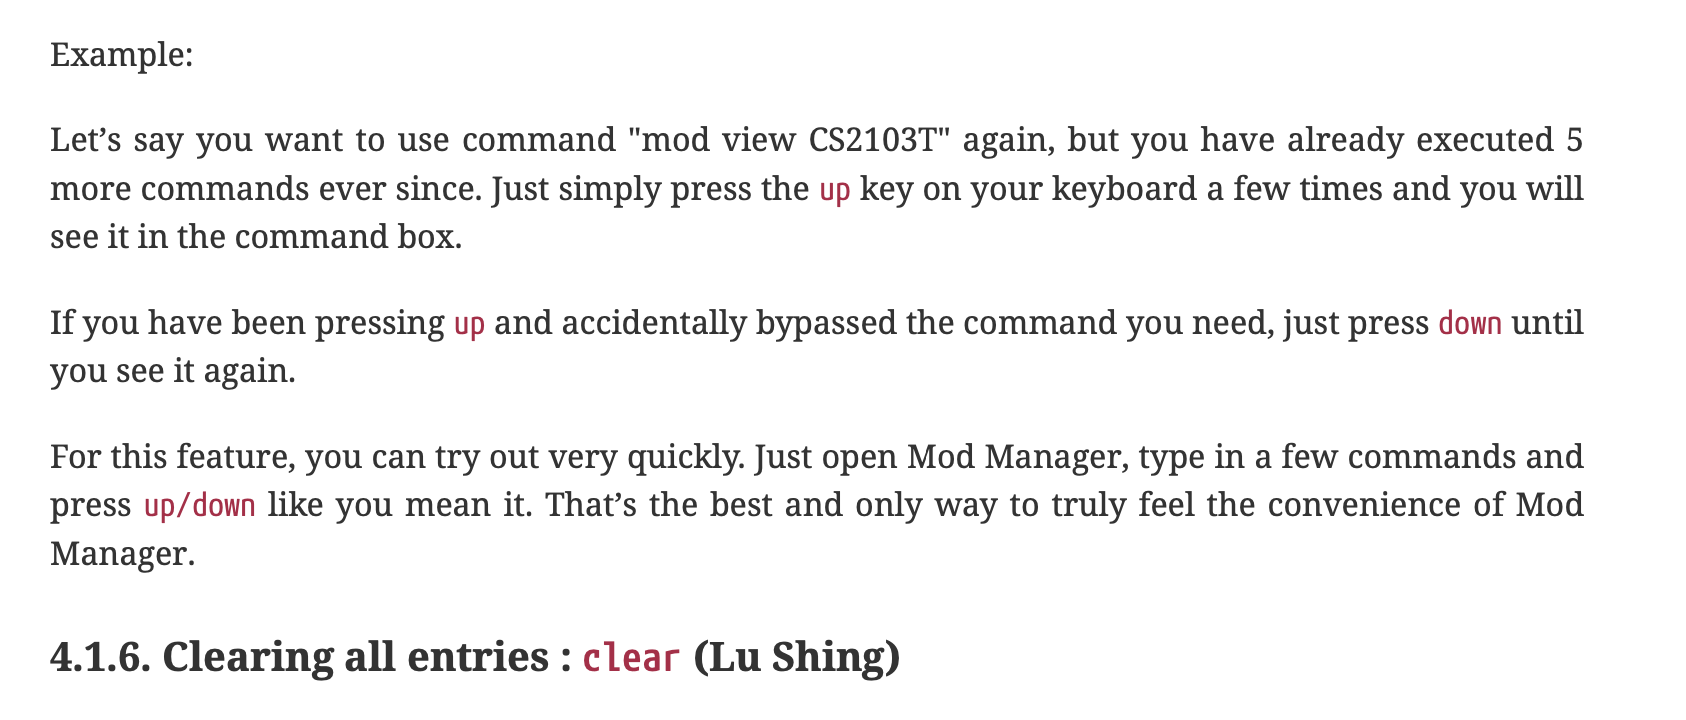 Example:
Let’s say you want to use command "mod view CS2103T" again, but you have already executed 5
more commands ever since. Just simply press the up key on your keyboard a few times and you will
see it in the command box.
If you have been pressing up and accidentally bypassed the command you need, just press down until
you see it again.
For this feature, you can try out very quickly. Just open Mod Manager, type in a few commands and
press up/down like you mean it. That’s the best and only way to truly feel the convenience of Mod
Manager.
4.1.6. Clearing all entries : clear (Lu Shing)